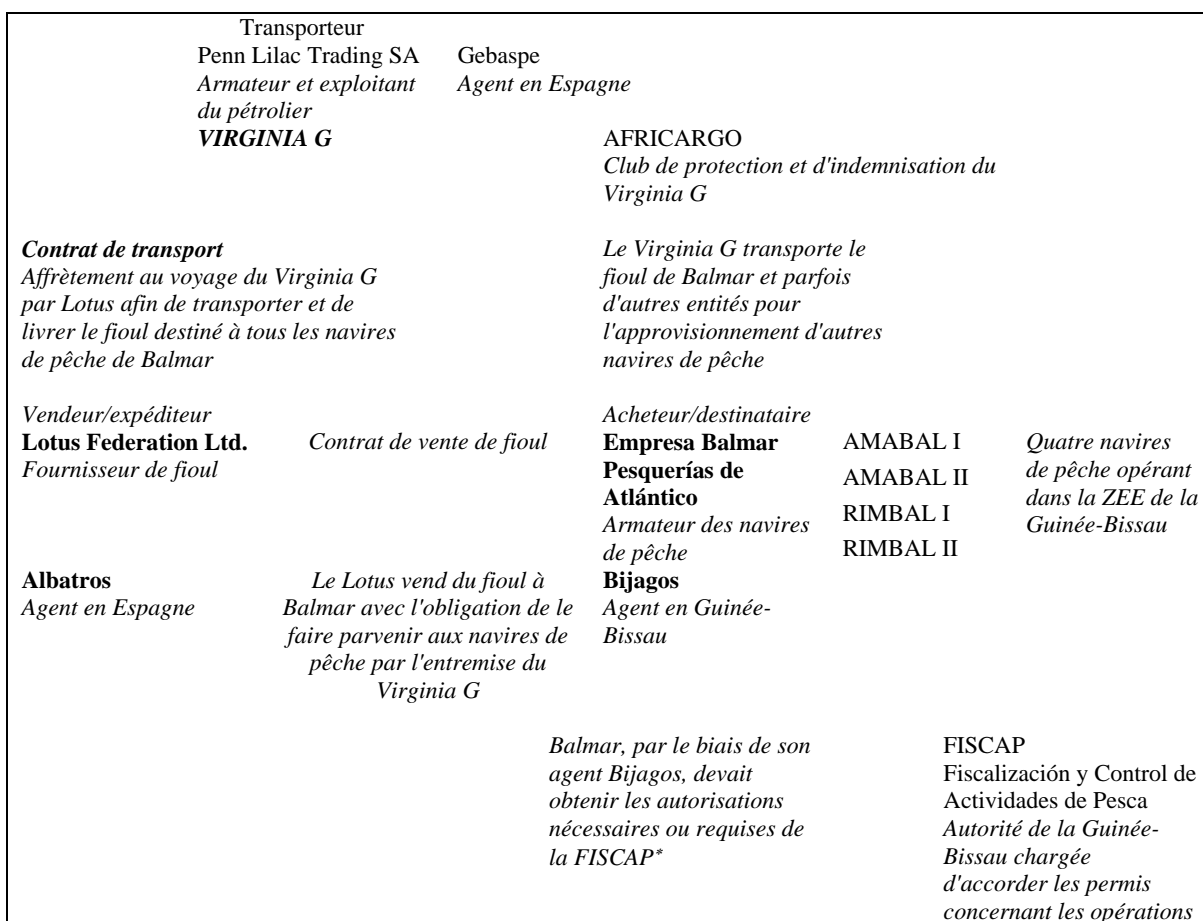 Transporteur
Penn Lilac Trading SA
Armateur et exploitant
du pétrolier
VIRGINIA G
Gebaspe
Agent en Espagne
AFRICARGO
Club de protection et d'indemnisation du
Virginia G
Contrat de transport
Affrètement au voyage du Virginia G
par Lotus afin de transporter et de
livrer le fioul destiné à tous les navires
de pêche de Balmar
Le Virginia G transporte le
fioul de Balmar et parfois
d'autres entités pour
l'approvisionnement d'autres
navires de pêche
Vendeur/expéditeur
Lotus Federation Ltd.
Fournisseur de fioul
Contrat de vente de fioul
Acheteur/destinataire
Empresa Balmar
Pesquerías de
Atlántico
Armateur des navires
de pêche
AMABAL I
AMABAL II
RIMBAL I
RIMBAL II
Quatre navires
de pêche opérant
dans la ZEE de la
Guinée-Bissau
Albatros
Agent en Espagne
Le Lotus vend du fioul à
Balmar avec l'obligation de le
faire parvenir aux navires de
pêche par l'entremise du
Virginia G
Bijagos
Agent en Guinée-
Bissau
Balmar, par le biais de son
agent Bijagos, devait
obtenir les autorisations
nécessaires ou requises de
la FISCAP*
FISCAP
Fiscalización y Control de
Actividades de Pesca
Autorité de la Guinée-
Bissau chargée
d'accorder les permis
concernant les opérations